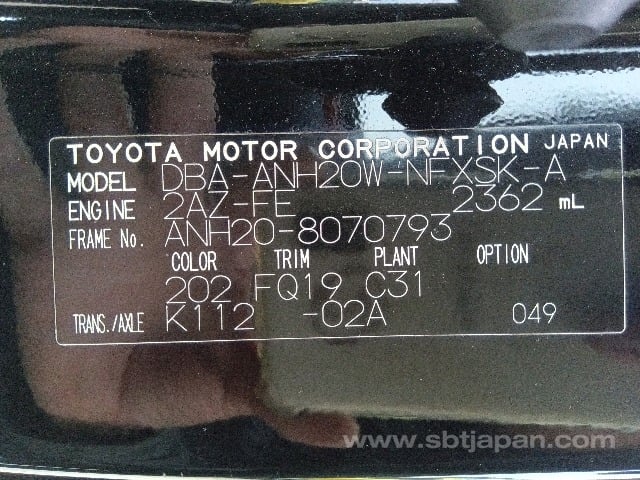 TOYOTA MOTOR CORPORATION JAPAN
MODEL DBA-ANH20W-NFXSK-A
ENGINE 2AZ-FE 2362 mL
FRAME No. ANH20-8070793
COLOR TRIM PLANT OPTION
202 FQ19 C31
TRANS./AXLE K112 -02A 049
www.sbtjapan.com